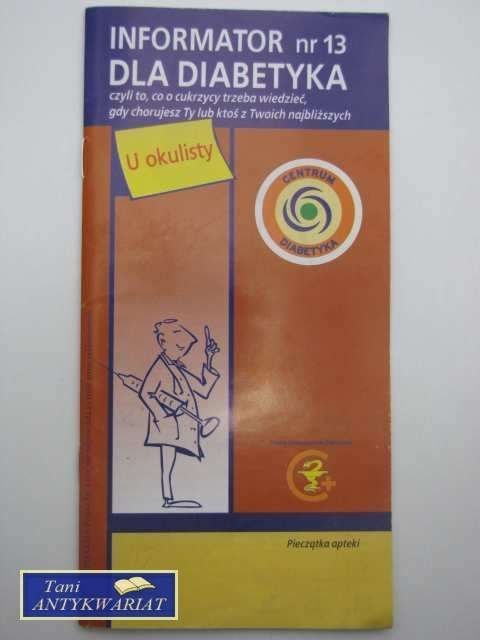 INFORMATOR nr 13
DLA DIABETYKA
czyli to, co o cukrzycy trzeba wiedzieć,
gdy chorujesz Ty lub ktoś z Twoich najbliższych
U okulisty
CENTRUM
DIABETYKA
Pieczątka apteki
Tani
ANTYKWARIAT